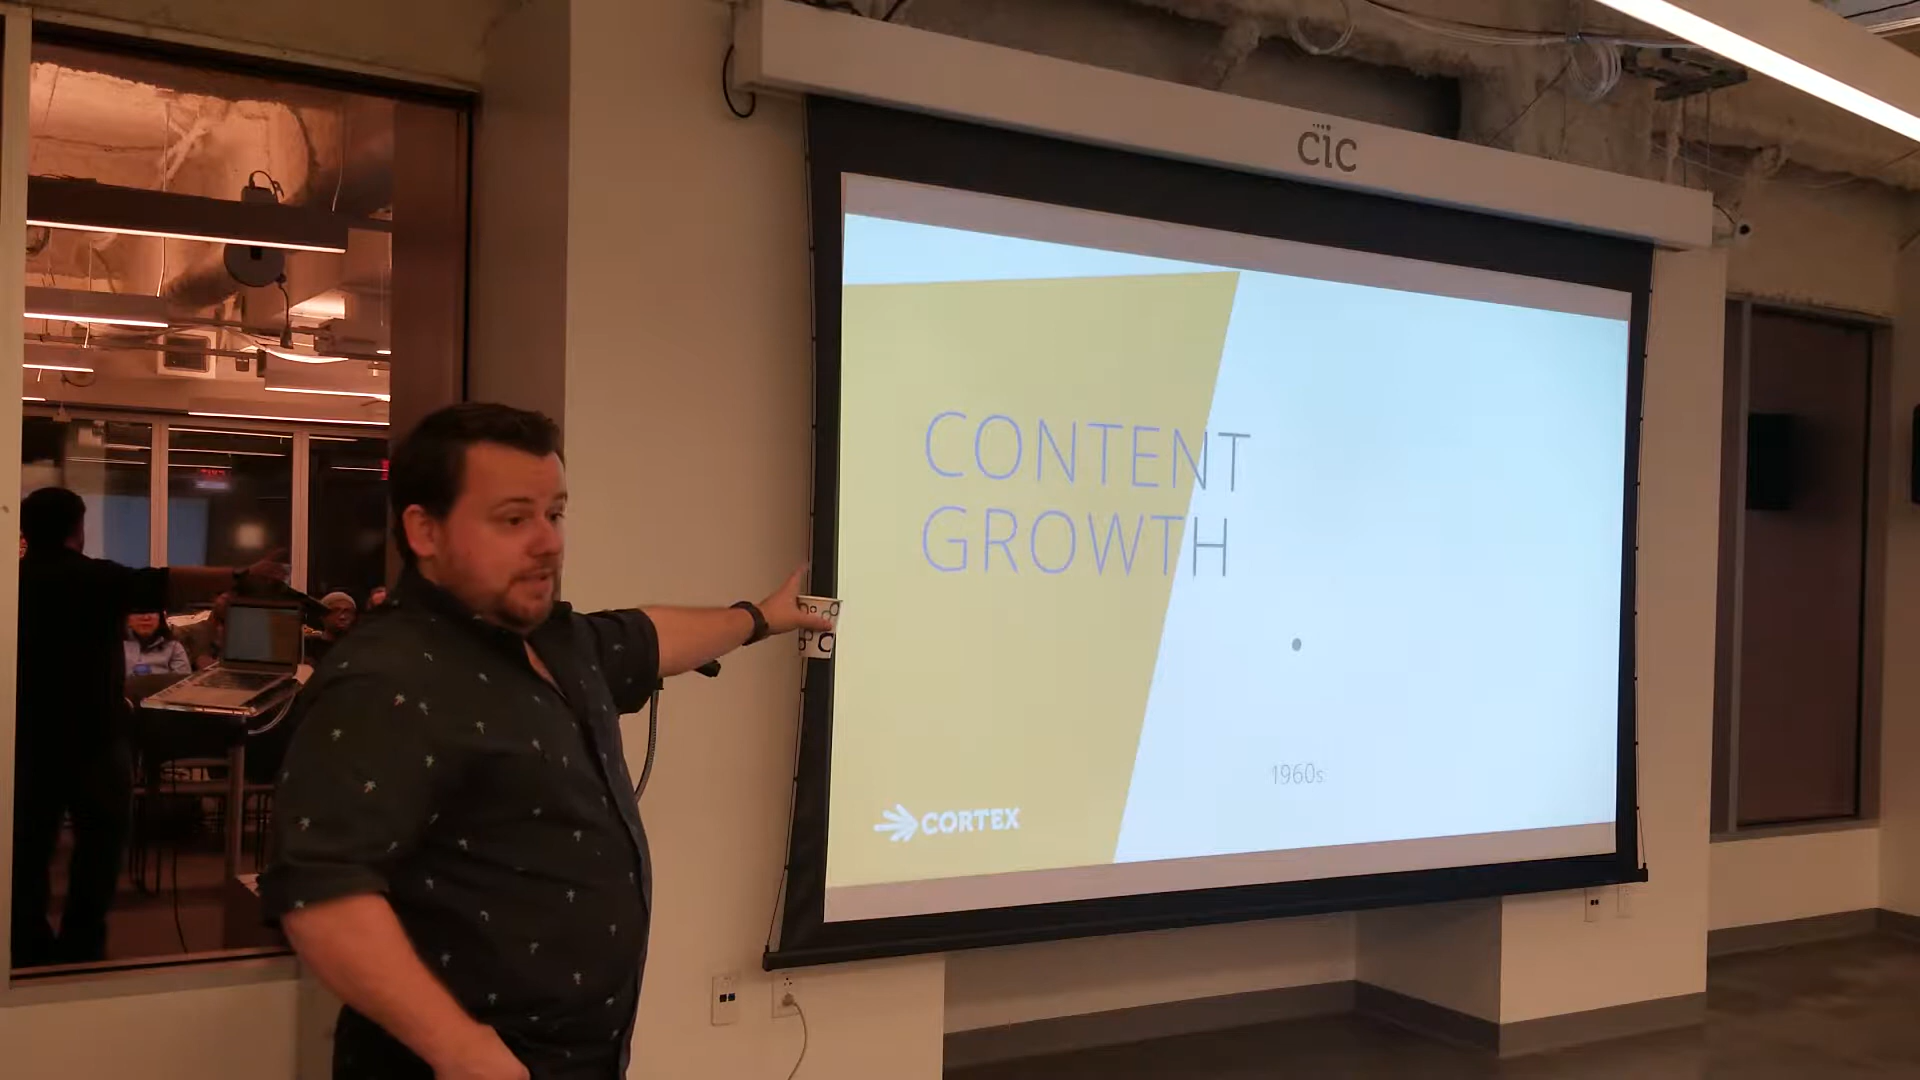 cic
CONTENT
GROWTH
1960s
CORTEX